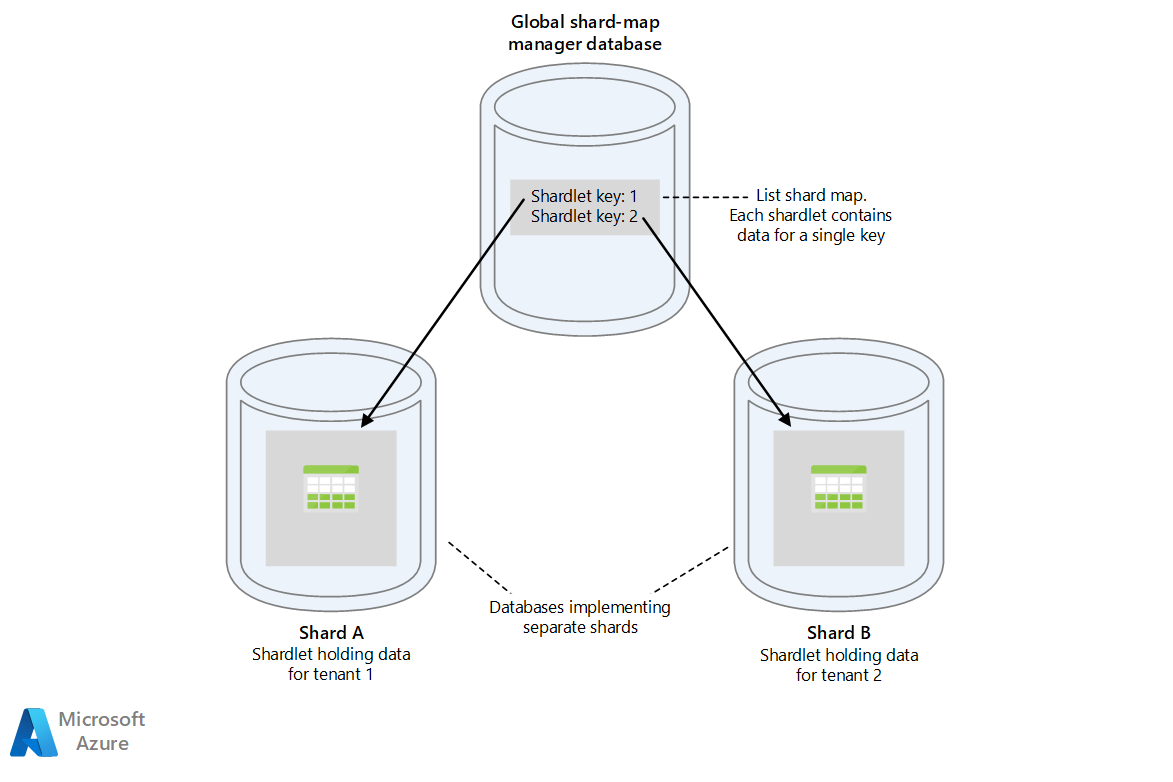 Global shard-map
manager database
Shardlet key: 1
Shardlet key: 2
List shard map.
Each shardlet contains
data for a single key
Databases implementing
separate shards
Shard A
Shardlet holding data
for tenant 1
Shard B
Shardlet holding data
for tenant 2
Microsoft
Azure